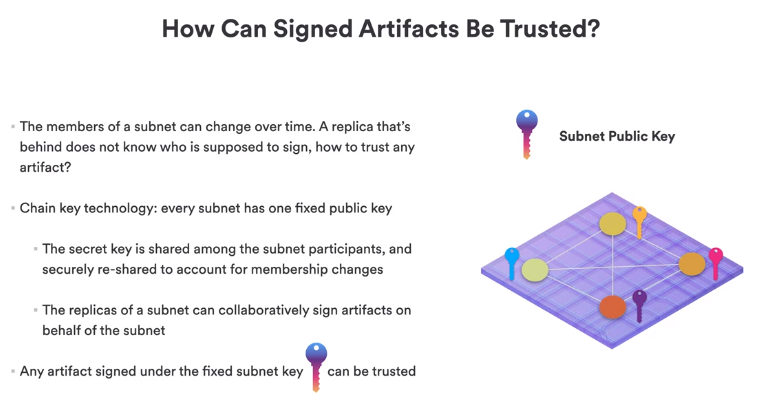 How Can Signed Artifacts Be Trusted?
The members of a subnet can change over time. A replica that's
behind does not know who is supposed to sign, how to trust any
artifact?
Chain key technology: every subnet has one fixed public key
The secret key is shared among the subnet participants, and
securely re-shared to account for membership changes
The replicas of a subnet can collaboratively sign artifacts on
behalf of the subnet
Any artifact signed under the fixed subnet key can be trusted
Subnet Public Key